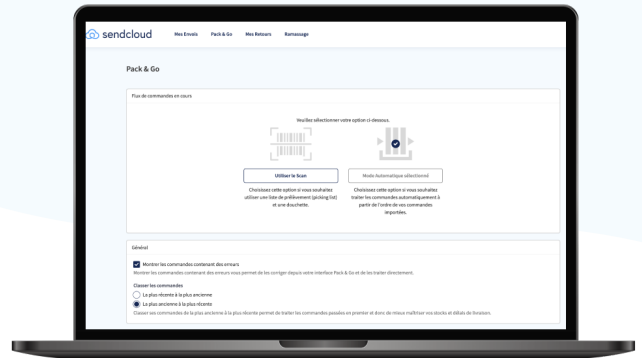 sendcloud
Mes Envois Pack & Go Mes Retours Ramassage
Pack & Go
Flux de commandes en cours
Veuillez sélectionner votre option ci-dessous.
Utiliser le Scan
Choisissez cette option si vous souhaitez
utiliser une liste de prélèvement (picking list)
et une douchette.
Mode Automatique sélectionné
Choisissez cette option si vous souhaitez
traiter les commandes automatiquement à
partir de l'ordre de vos commandes
importées.
Général
Montrer les commandes contenant des erreurs
Montrer les commandes contenant des erreurs vous permet de les corriger depuis votre interface Pack & Go et de les traiter directement.
Classer les commandes
La plus récente à la plus ancienne
La plus ancienne à la plus récente
Classer vos commandes de la plus ancienne à la plus récente permet de traiter les commandes passées en premier et donc de mieux maîtriser vos stocks et délais de livraison.